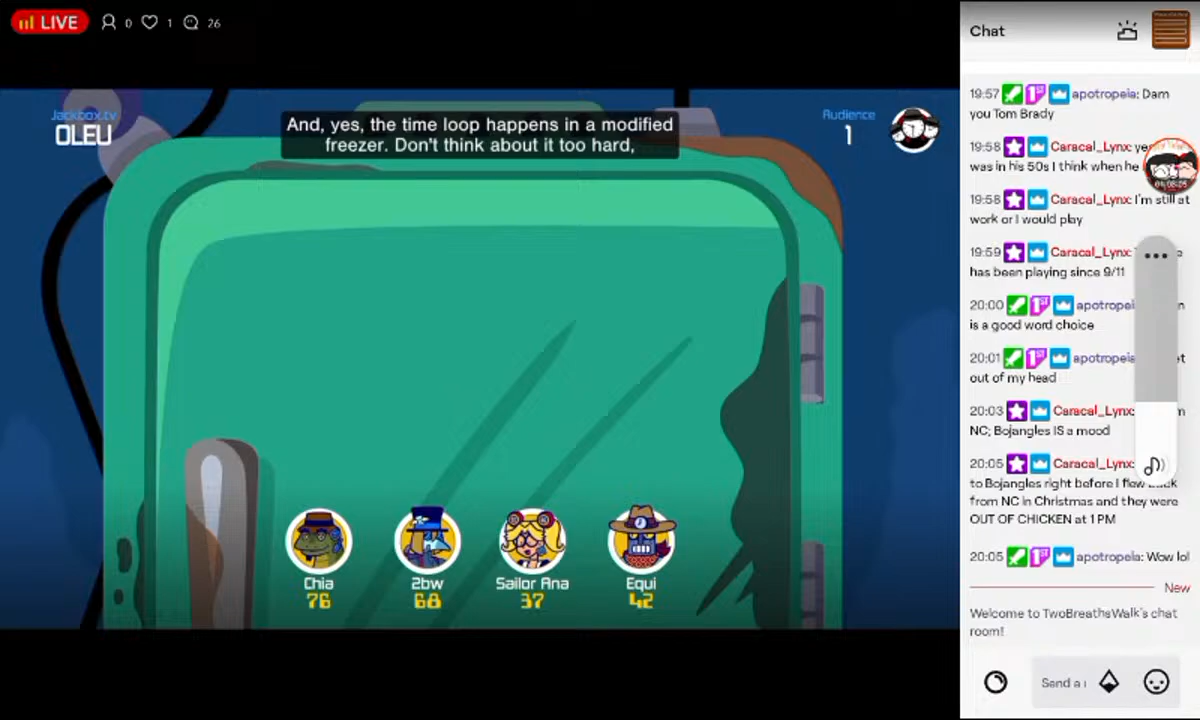 LIVE 0 1 26
Jackbox.tv
OLEU
And, yes, the time loop happens in a modified
freezer. Don't think about it too hard,
Audience
1
Chia
76
2bw
68
Sailor Ana
37
Equi
42
Chat
19:57 apotropeia: Dam
you Tom Brady
19:58 Caracal_Lynx:
was in his 50s I think when he
19:58 Caracal_Lynx: I'm still at
work or I would play
19:59 Caracal_Lynx:
has been playing since 9/11
20:00 apotropeia
is a good word choice
20:01 apotropeia
out of my head
20:03 Caracal_Lynx:
NC; Bojangles IS a mood
20:05 Caracal_Lynx:
to Bojangles right before I flew back
from NC in Christmas and they were
OUT OF CHICKEN at 1 PM
20:05 apotropeia: Wow lol
New
Welcome to TwoBreathsWalk's chat
room!
Send a